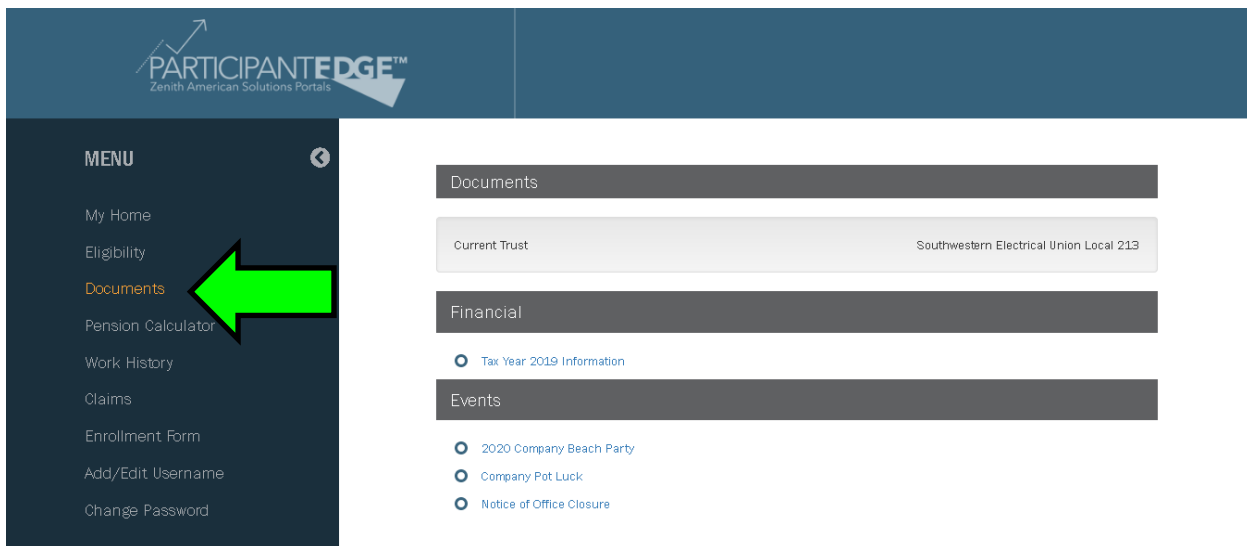 PARTICIPANTEDGE™
Zenith American Solutions Portals
MENU
My Home
Eligibility
Documents
Pension Calculator
Work History
Claims
Enrollment Form
Add/Edit Username
Change Password
Documents
Current Trust Southwestern Electrical Union Local 213
Financial
Tax Year 2019 Information
Events
2020 Company Beach Party
Company Pot Luck
Notice of Office Closure